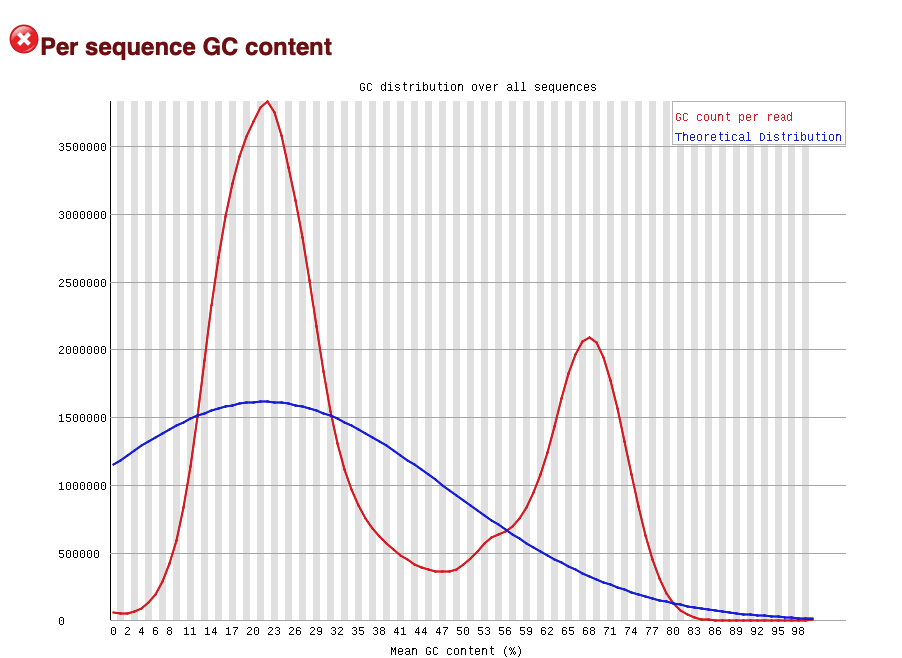 Per sequence GC content
GC distribution over all sequences
GC count per read
Theoretical Distribution
3500000
3000000
2500000
2000000
1500000
1000000
500000
0
0 2 4 6 8 11 14 17 20 23 26 29 32 35 38 41 44 47 50 53 56 59 62 65 68 71 74 77 80 83 86 89 92 95 98
Mean GC content (%)